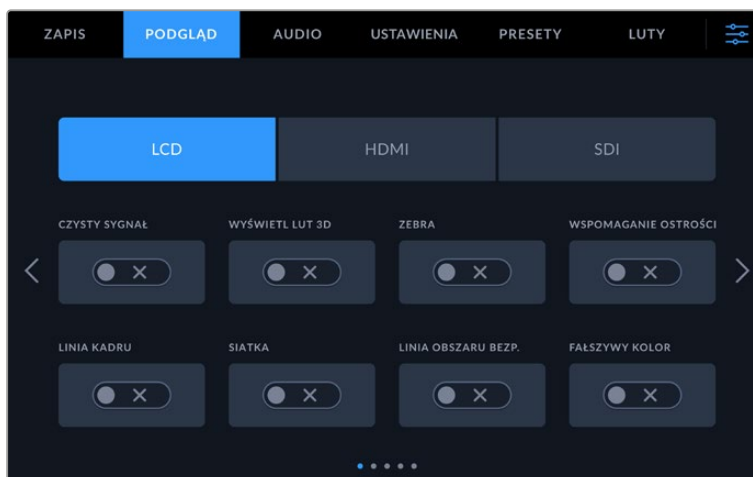 ZAPIS PODGLĄD AUDIO USTAWIENIA PRESETY LUTY
LCD HDMI SDI
CZYSTY SYGNAŁ WYŚWIETL LUT 3D ZEBRA WSPOMAGANIE OSTROŚCI
LINIA KADRU SIATKA LINIA OBSZARU BEZP. FAŁSZYWY KOLOR